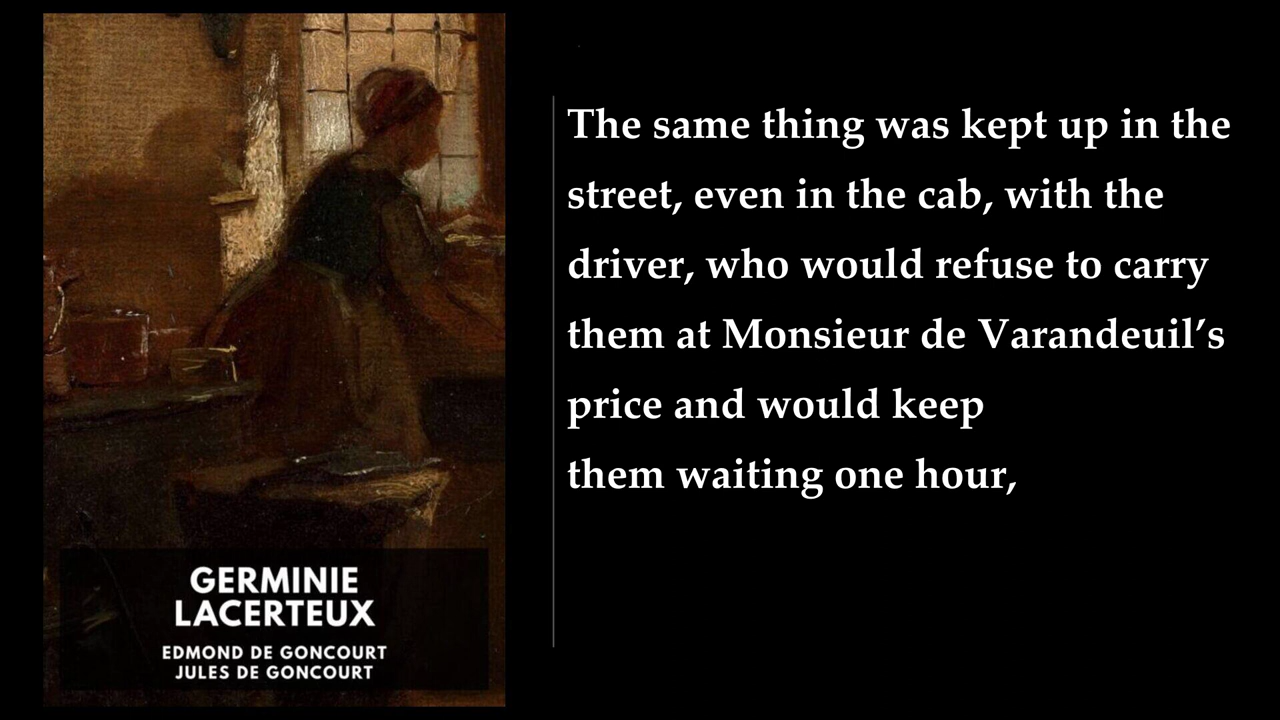 GERMINIE
LACERTEUX
EDMOND DE GONCOURT
JULES DE GONCOURT
The same thing was kept up in the
street, even in the cab, with the
driver, who would refuse to carry
them at Monsieur de Varandeuil’s
price and would keep
them waiting one hour,